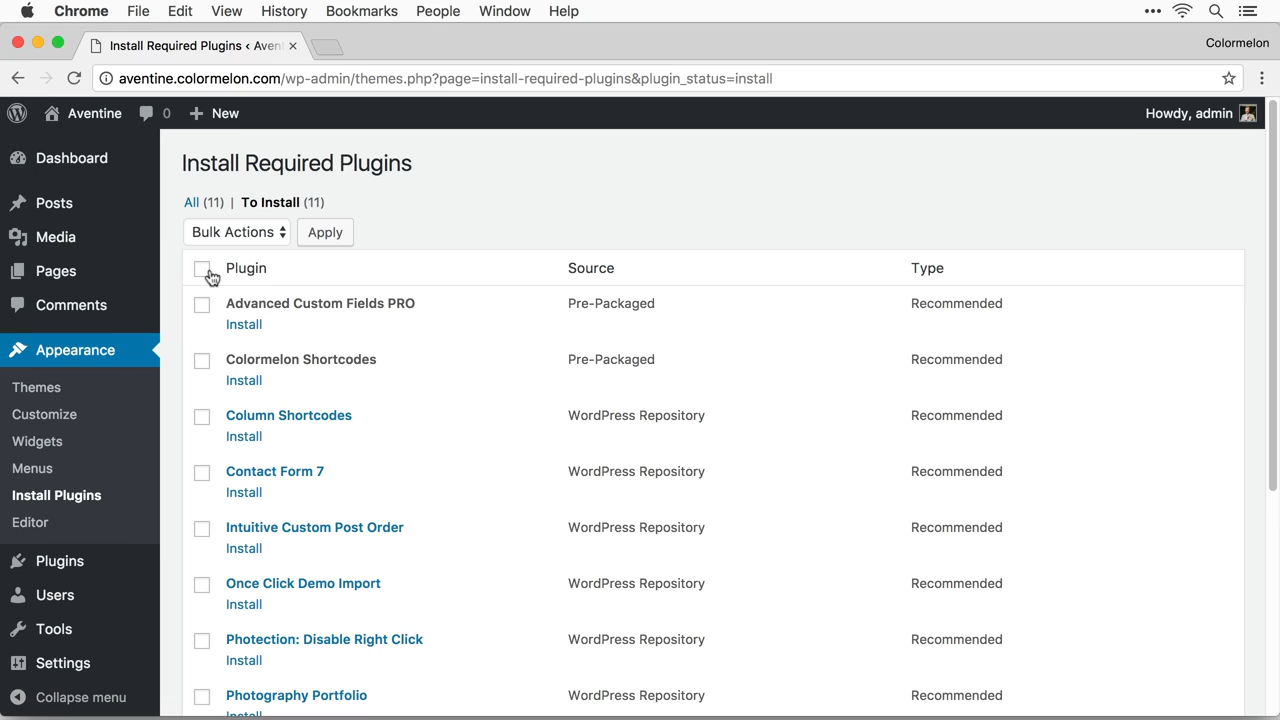 Chrome File Edit View History Bookmarks People Window Help
Install Required Plugins ‹ Aven
Colormelon
aventine.colormelon.com/wp-admin/themes.php?page=install-required-plugins&plugin_status=install
Aventine 0 New Howdy, admin
Dashboard
Posts
Media
Pages
Comments
Appearance
Themes
Customize
Widgets
Menus
Install Plugins
Editor
Plugins
Users
Tools
Settings
Collapse menu
Install Required Plugins
All (11) | To Install (11)
Bulk Actions Apply
Plugin Source Type
Advanced Custom Fields PRO Pre-Packaged Recommended
Install
Colormelon Shortcodes Pre-Packaged Recommended
Install
Column Shortcodes WordPress Repository Recommended
Install
Contact Form 7 WordPress Repository Recommended
Install
Intuitive Custom Post Order WordPress Repository Recommended
Install
Once Click Demo Import WordPress Repository Recommended
Install
Photection: Disable Right Click WordPress Repository Recommended
Install
Photography Portfolio WordPress Repository Recommended
Install